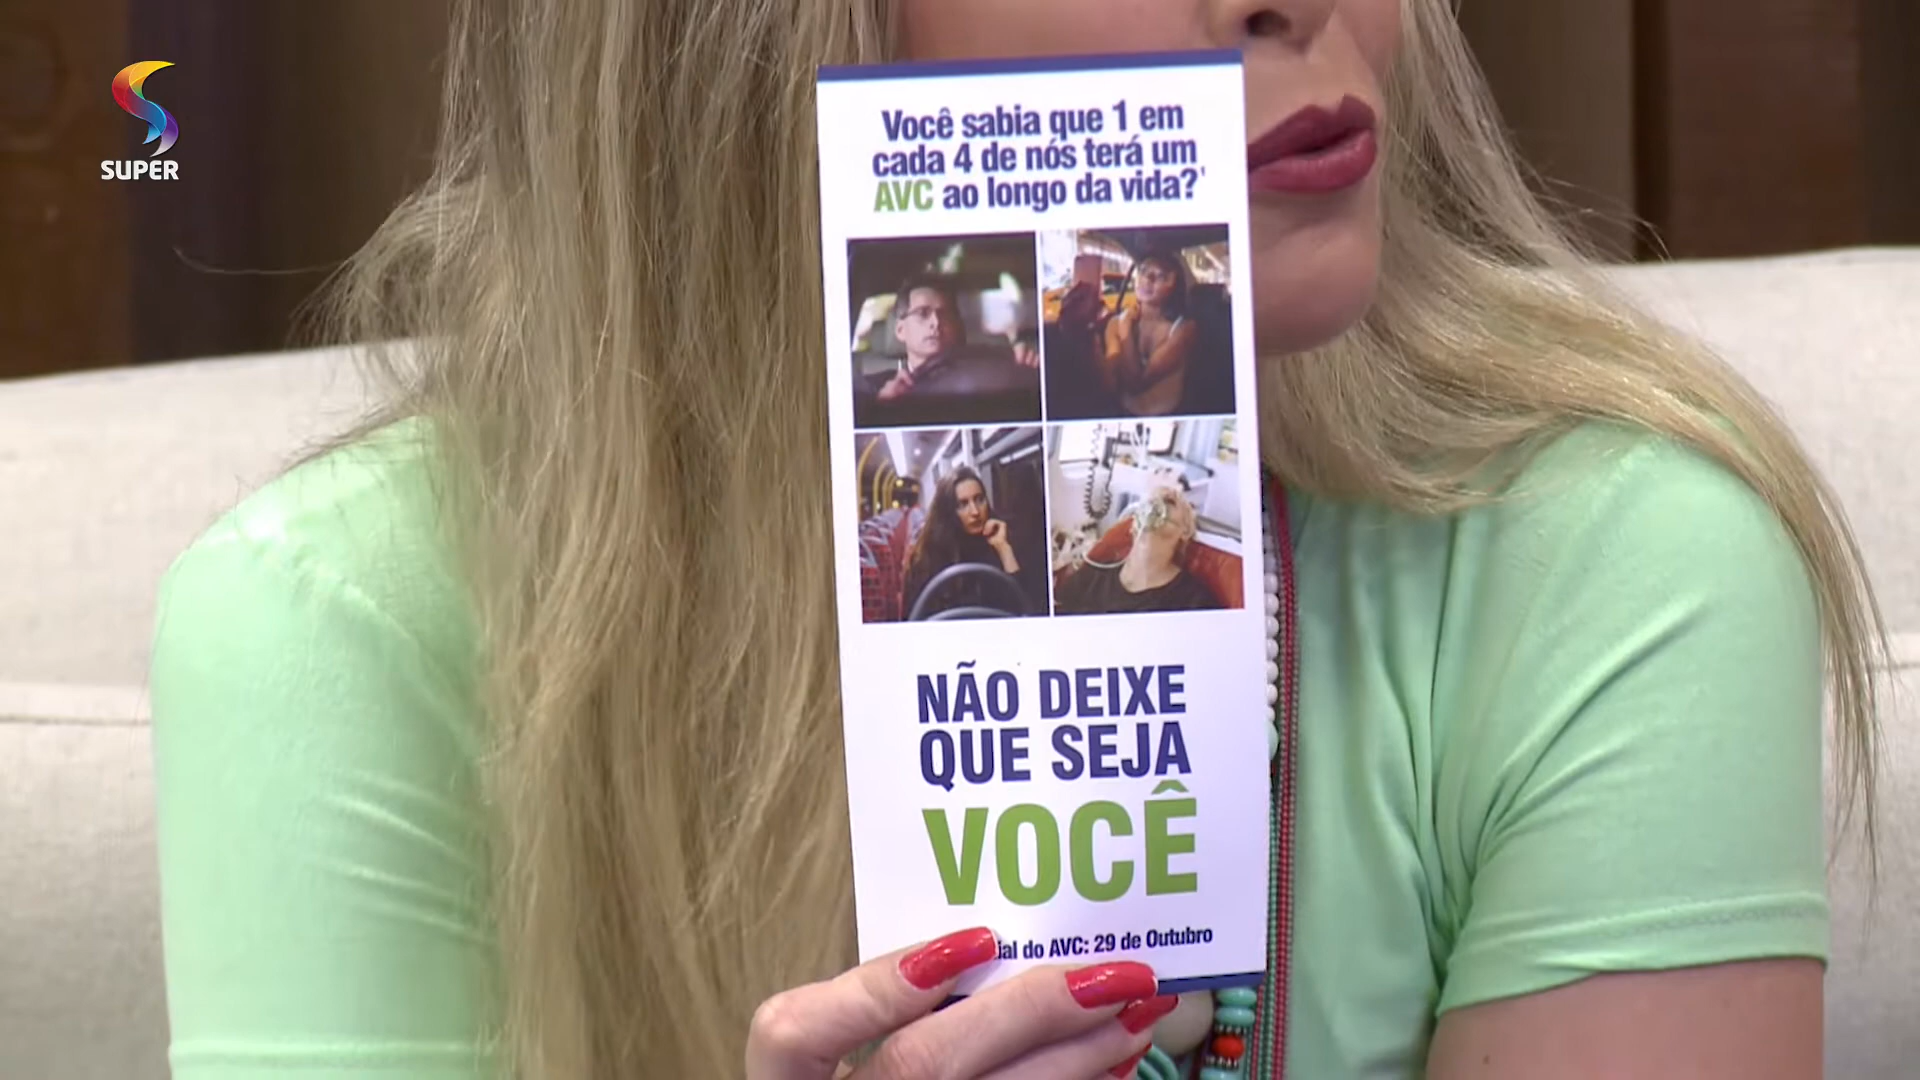 SUPER
Você sabia que 1 em
cada 4 de nós terá um
AVC ao longo da vida?¹
NÃO DEIXE
QUE SEJA
VOCÊ
do AVC: 29 de Outubro